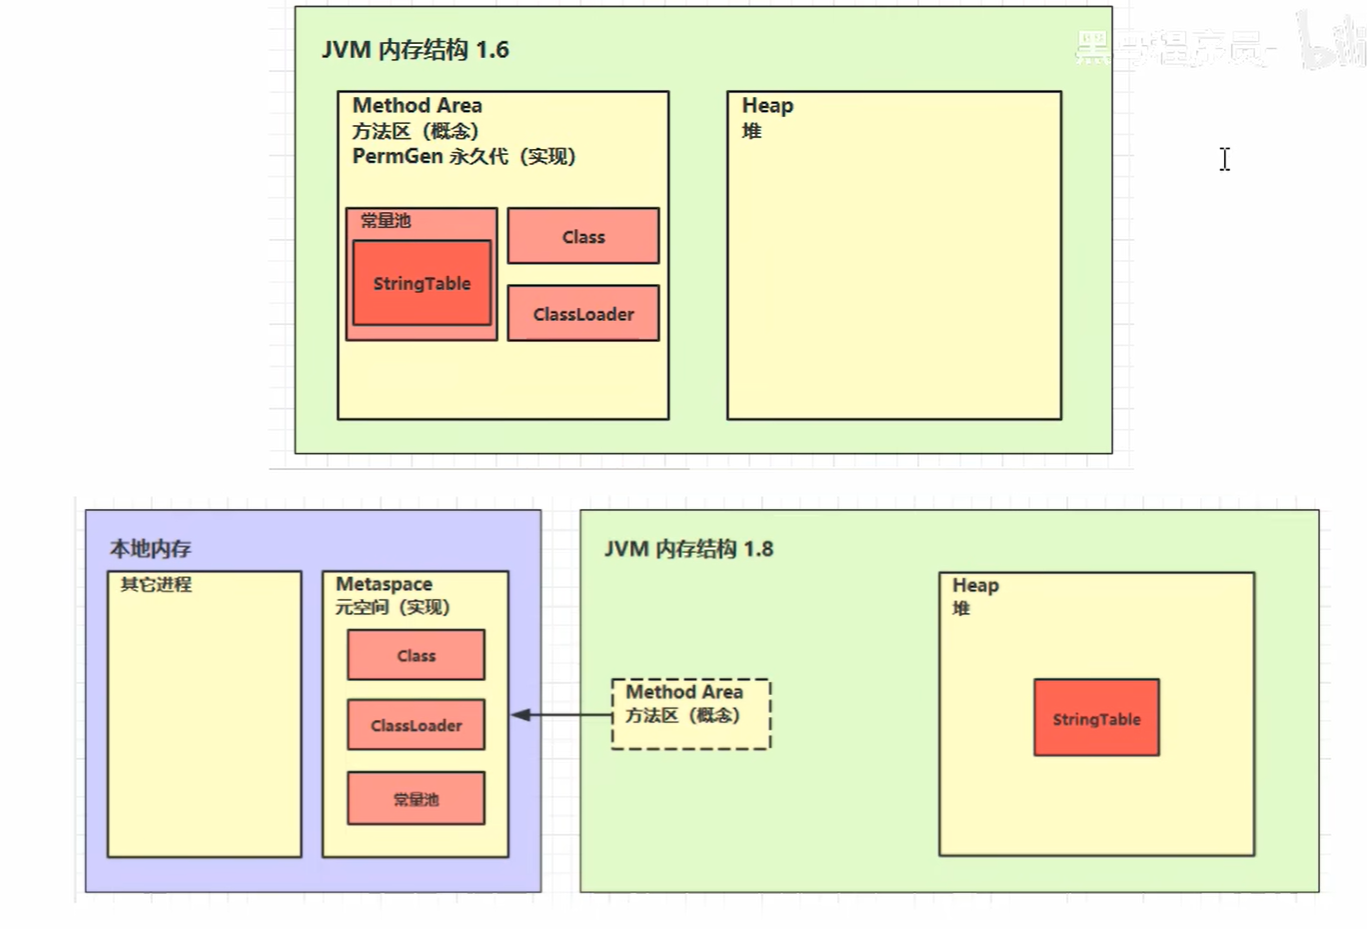 黑马程序员-
JVM 内存结构 1.6
Method Area
方法区（概念）
PermGen 永久代（实现）
常量池
StringTable
Class
ClassLoader
Heap
堆
本地内存
其它进程
Metaspace
元空间（实现）
Class
ClassLoader
常量池
JVM 内存结构 1.8
Method Area
方法区（概念）
Heap
堆
StringTable